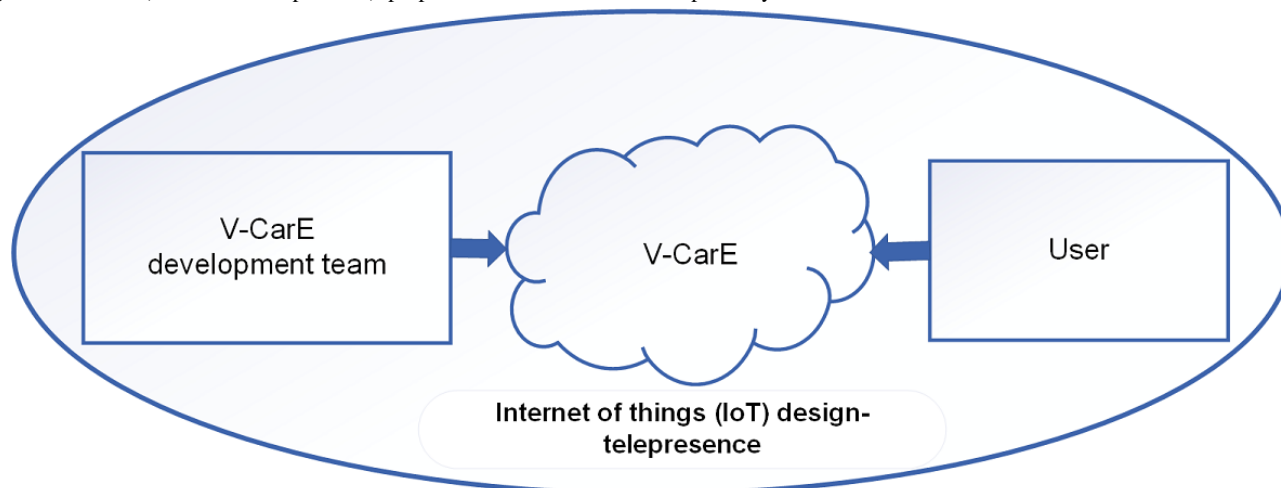 V-CarE
development team
V-CarE
User
Internet of things (IoT) design-
telepresence